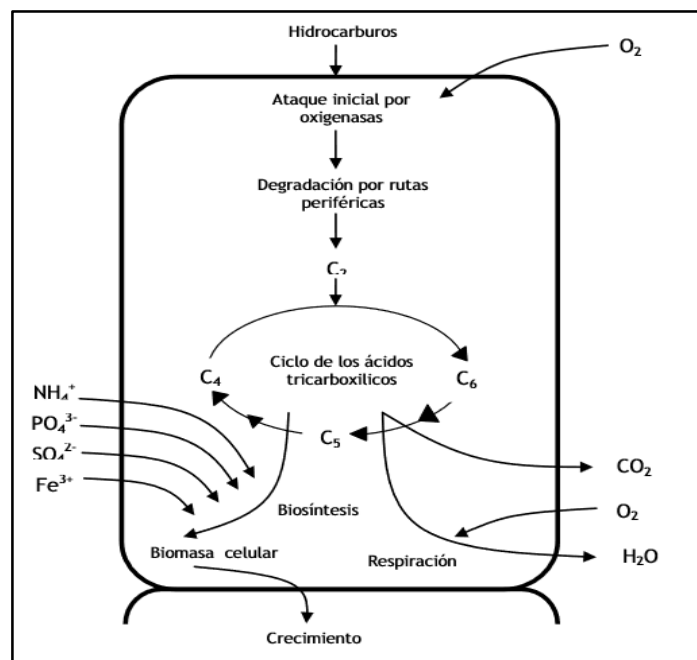 Hidrocarburos
O₂
Ataque inicial por
oxigenasas
Degradación por rutas
periféricas
C₂
Ciclo de los ácidos
tricarboxilicos
C₄
C₆
C₅
NH₄⁺
PO₄³⁻
SO₄²⁻
Fe³⁺
CO₂
O₂
H₂O
Biosíntesis
Biomasa celular
Respiración
Crecimiento